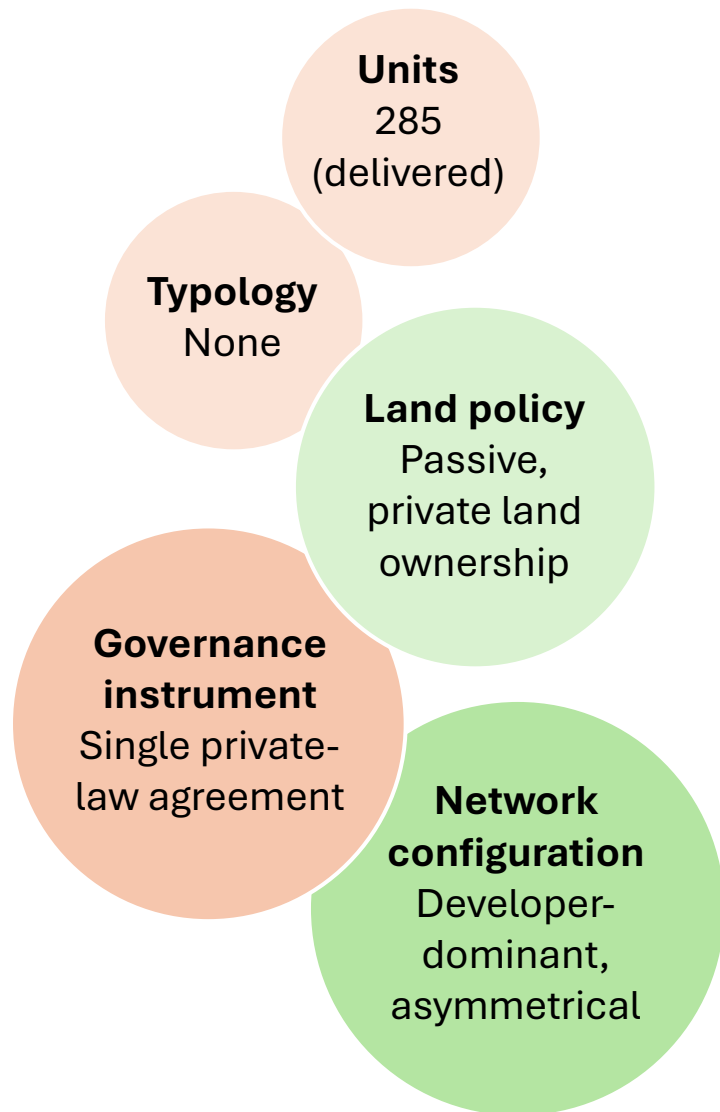 Units
285
(delivered)
Typology
None
Land policy
Passive,
private land
ownership
Governance
instrument
Single private-
law agreement
Network
configuration
Developer-
dominant,
asymmetrical